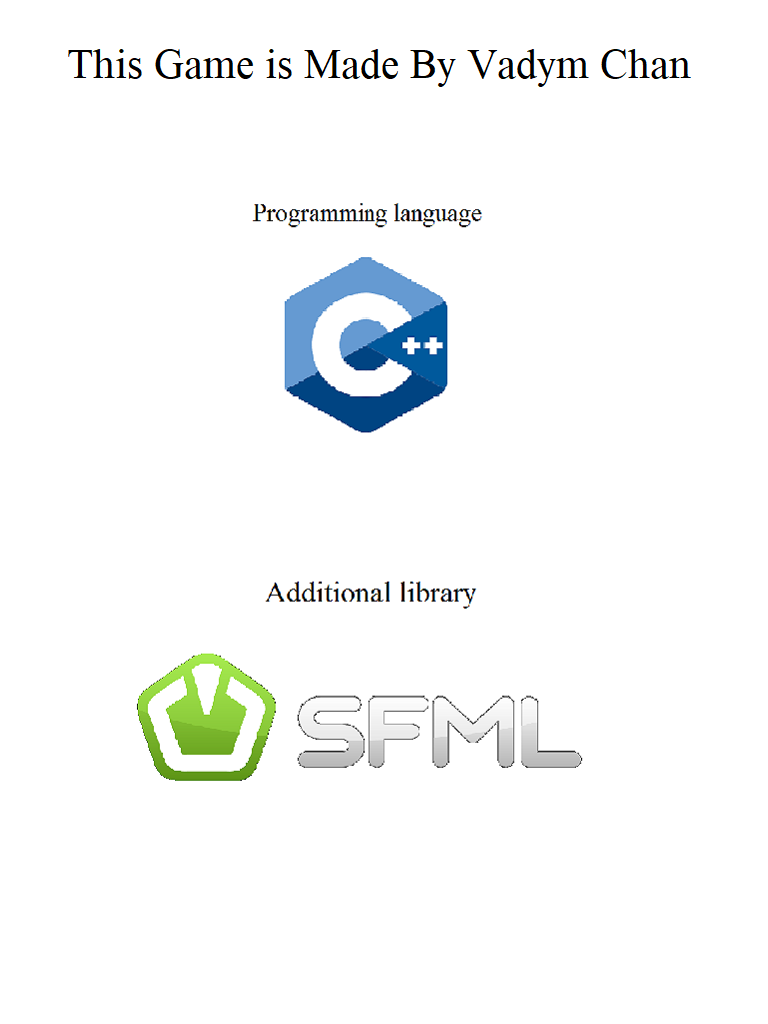 This Game is Made By Vadym Chan
Programming language
C++
Additional library
SFML